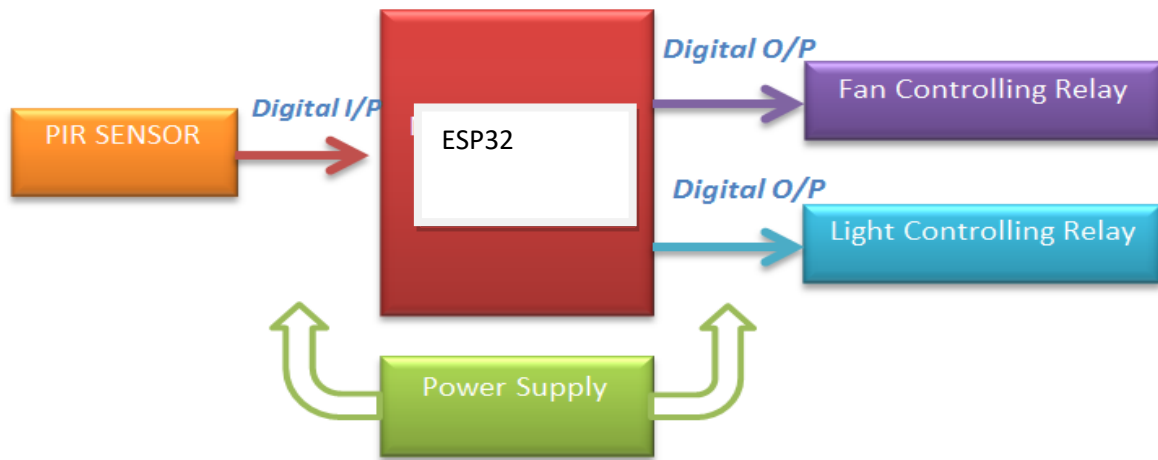 Digital O/P
Fan Controlling Relay
Digital I/P
PIR SENSOR
ESP32
Digital O/P
Light Controlling Relay
Power Supply